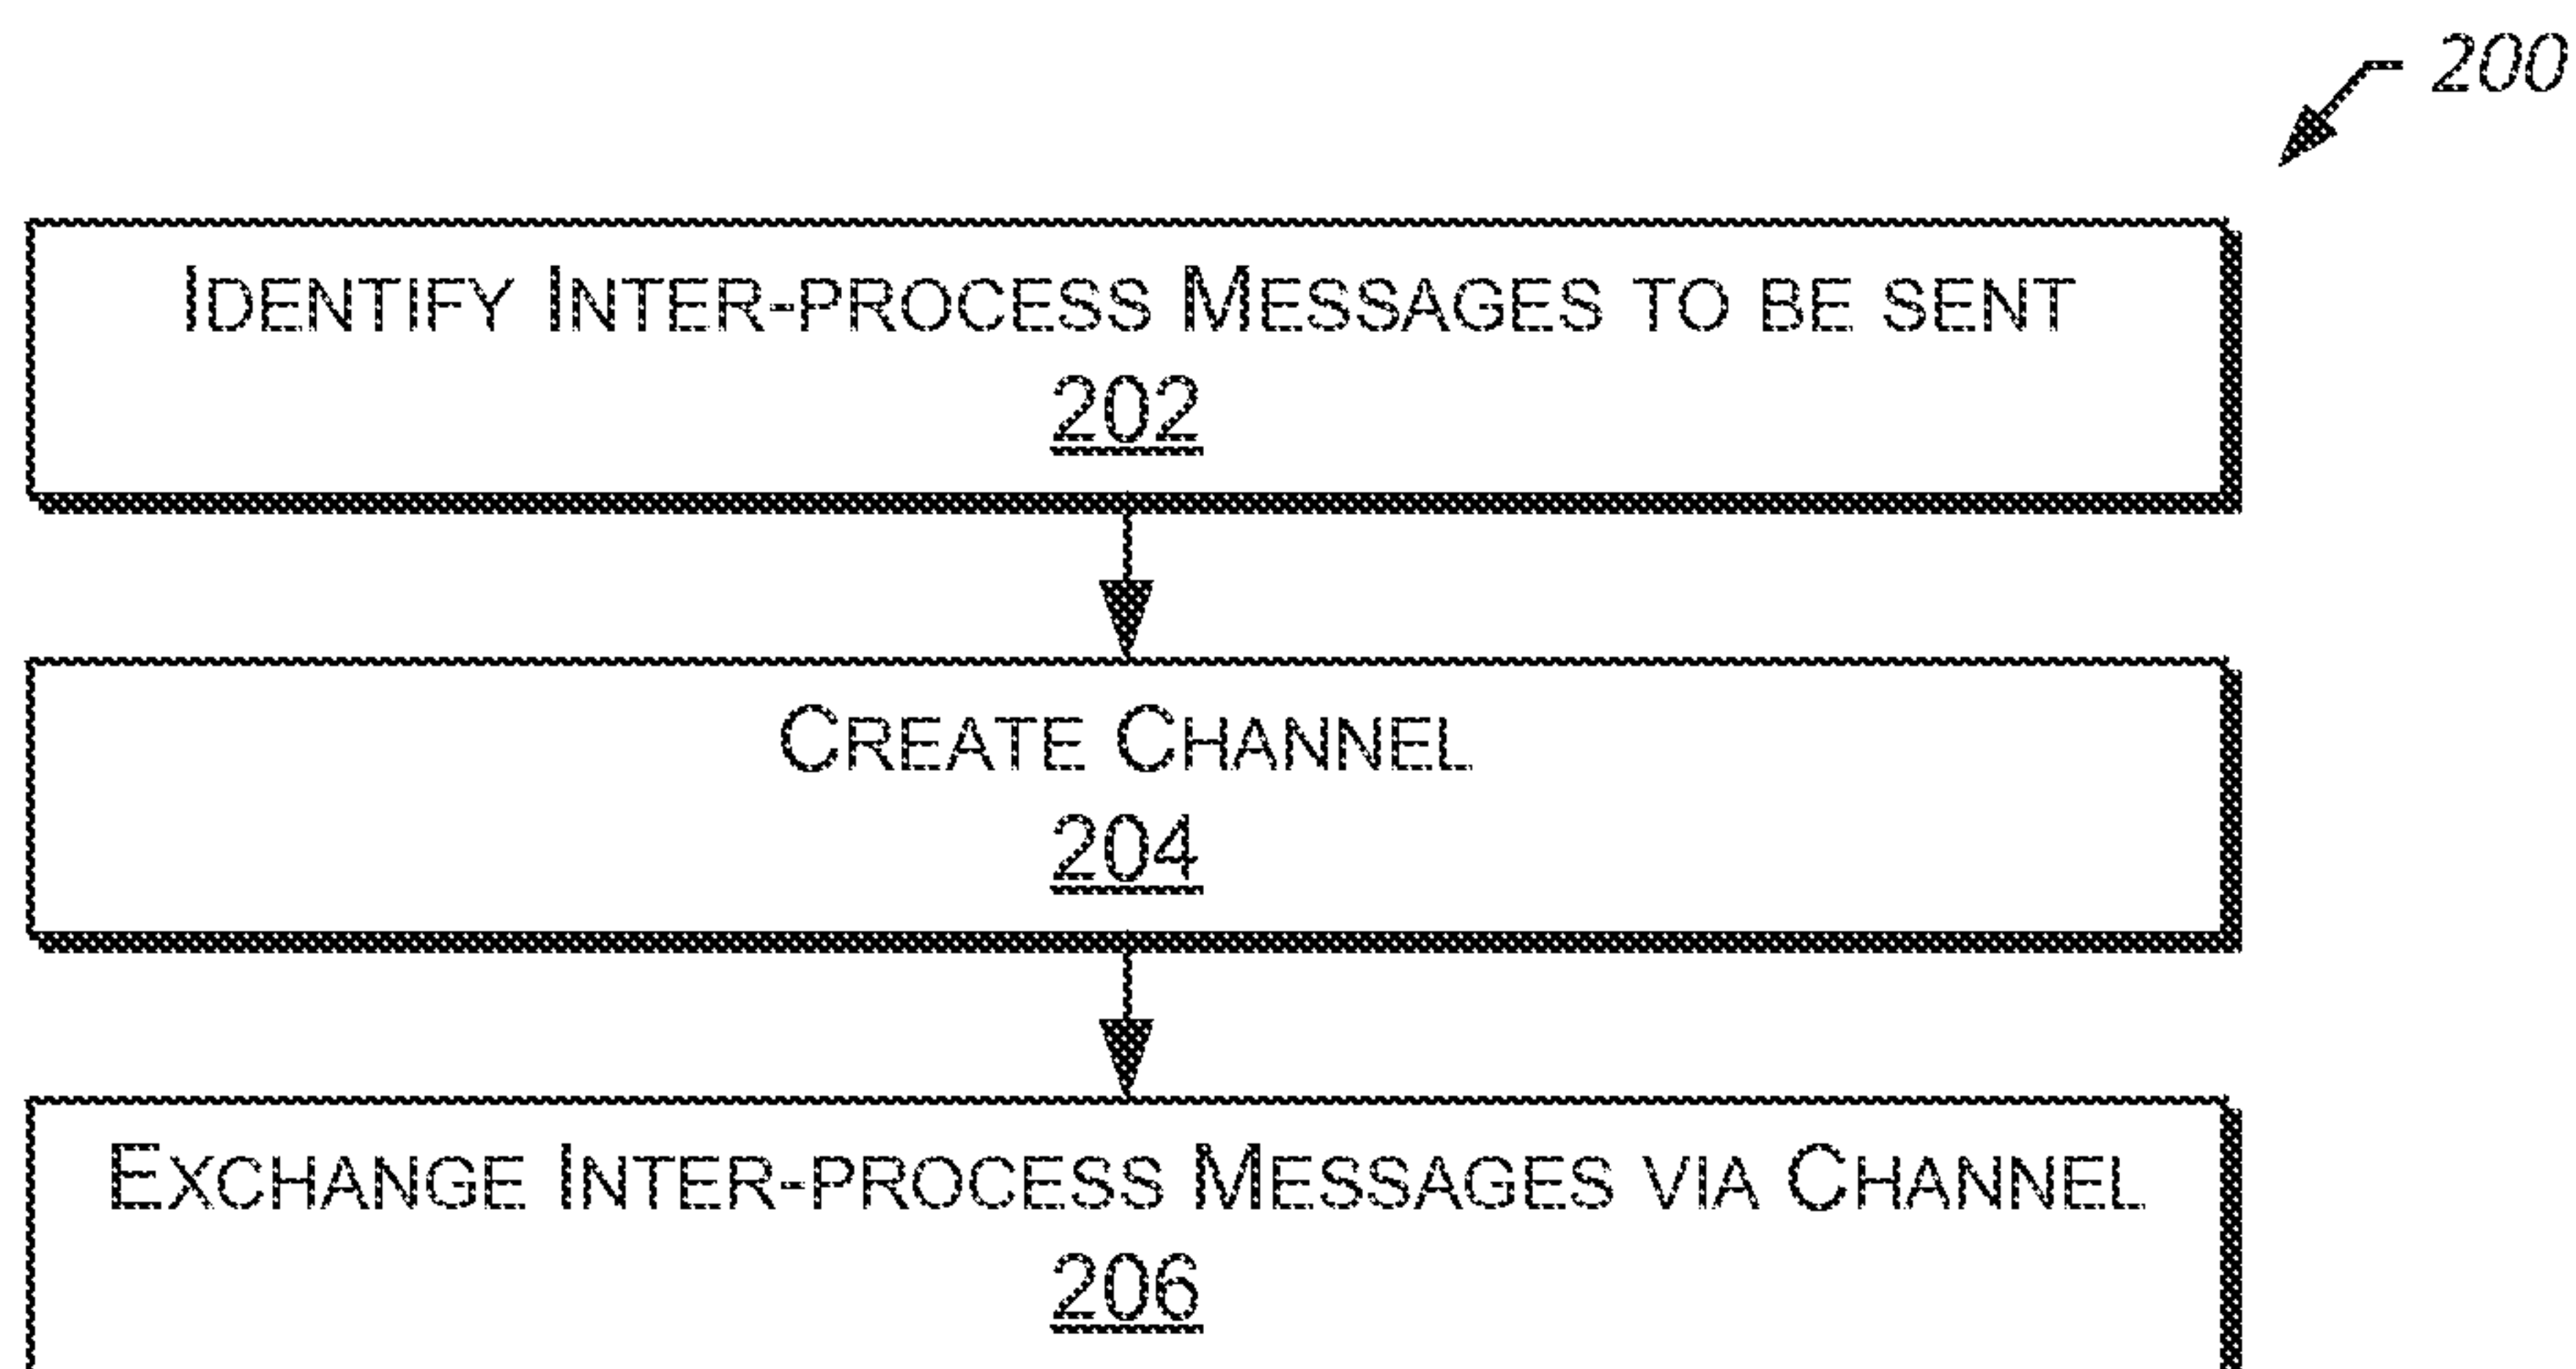 200
IDENTIFY INTER-PROCESS MESSAGES TO BE SENT
202
CREATE CHANNEL
204
EXCHANGE INTER-PROCESS MESSAGES VIA CHANNEL
206